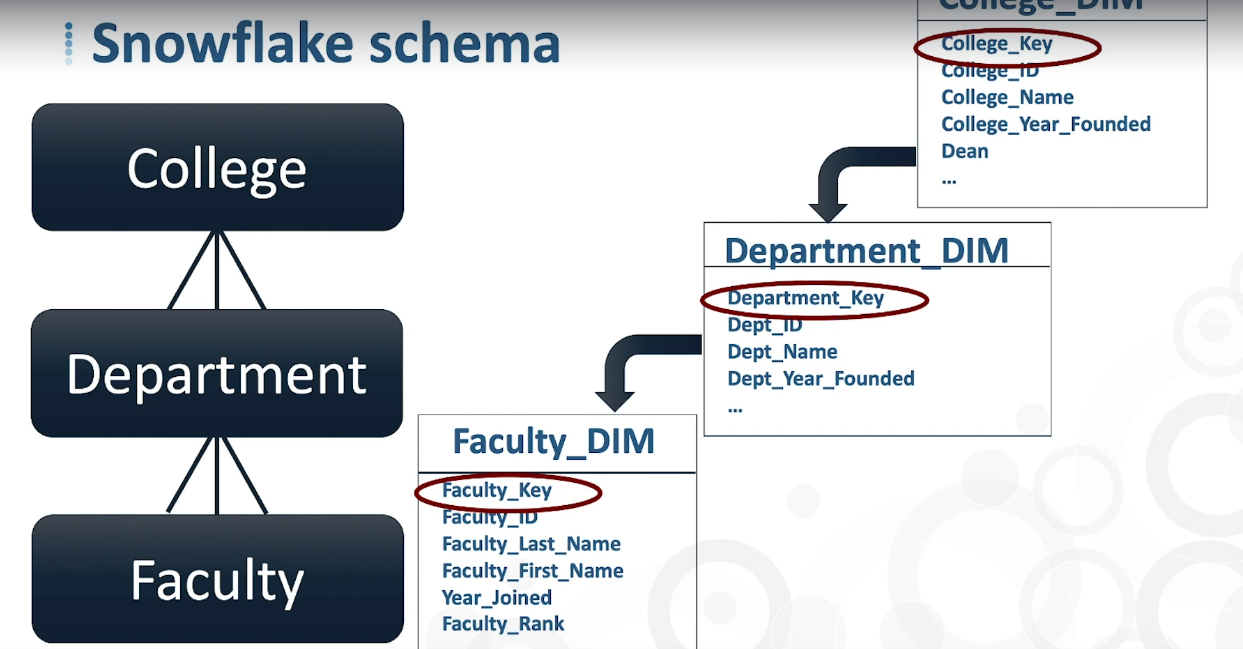 Snowflake schema
College
Department
Faculty
College_DIM
College_Key
College_ID
College_Name
College_Year_Founded
Dean
...
Department_DIM
Department_Key
Dept_ID
Dept_Name
Dept_Year_Founded
...
Faculty_DIM
Faculty_Key
Faculty_ID
Faculty_Last_Name
Faculty_First_Name
Year_Joined
Faculty_Rank